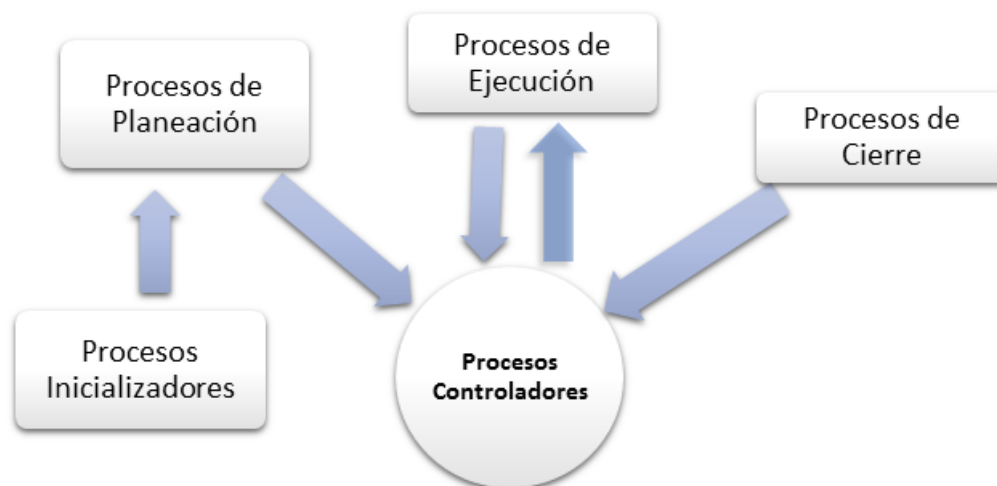 Procesos de
Planeación
Procesos de
Ejecución
Procesos de
Cierre
Procesos
Inicializadores
Procesos
Controladores